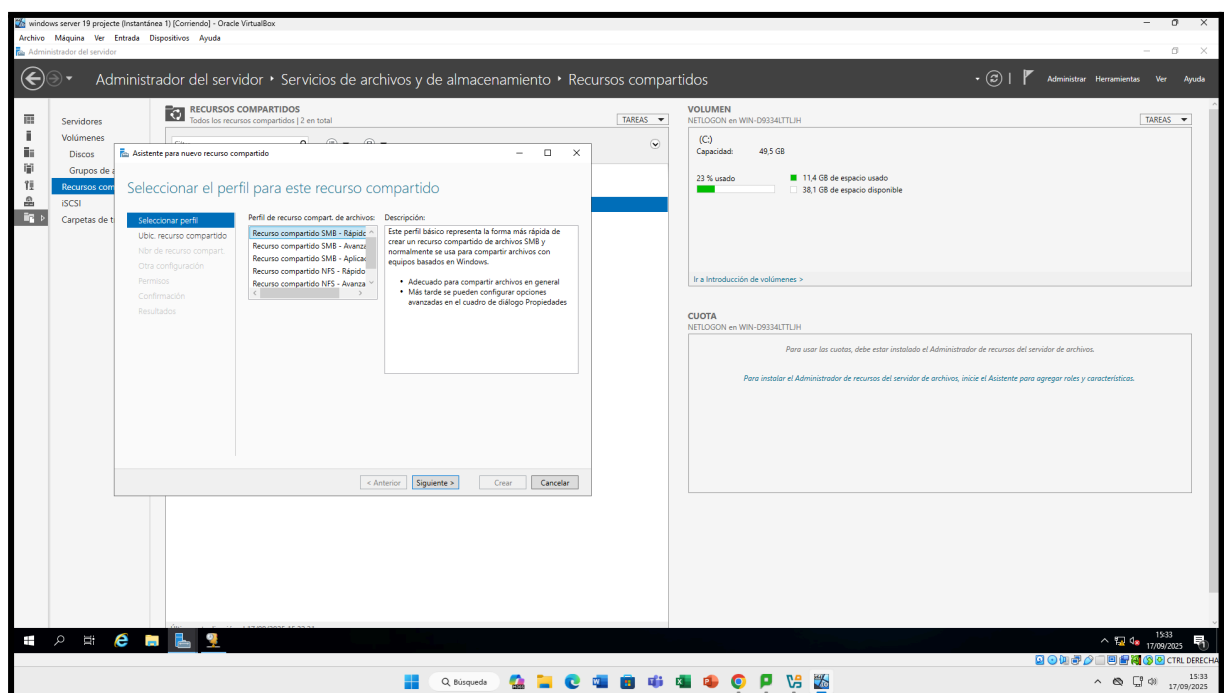 windows server 19 projecte (Instantánea 1) [Corriendo] - Oracle VirtualBox
Archivo Máquina Ver Entrada Dispositivos Ayuda
Administrador del servidor
Administrador del servidor Servicios de archivos y de almacenamiento Recursos compartidos
Administrar Herramientas Ver Ayuda
Servidores
Volúmenes
Discos
Grupos de a
Recursos com
iSCSI
Carpetas de t
RECURSOS COMPARTIDOS
Todos los recursos compartidos | 2 en total
TAREAS
Asistente para nuevo recurso compartido
Seleccionar el perfil para este recurso compartido
Seleccionar perfil
Ubic. recurso compartido
Nbr de recurso compart.
Otra configuración
Permisos
Confirmación
Resultados
Perfil de recurso compart. de archivos:
Recurso compartido SMB - Rápido
Recurso compartido SMB - Avanza
Recurso compartido SMB - Aplicac
Recurso compartido NFS - Rápido
Recurso compartido NFS - Avanza
Descripción:
Este perfil básico representa la forma más rápida de
crear un recurso compartido de archivos SMB y
normalmente se usa para compartir archivos con
equipos basados en Windows.
• Adecuado para compartir archivos en general
• Más tarde se pueden configurar opciones
avanzadas en el cuadro de diálogo Propiedades
< Anterior Siguiente > Crear Cancelar
VOLUMEN
NETLOGON en WIN-D9334LTTLJH
TAREAS
(C:)
Capacidad: 49,5 GB
23 % usado
11,4 GB de espacio usado
38,1 GB de espacio disponible
Ir a Introducción de volúmenes >
CUOTA
NETLOGON en WIN-D9334LTTLJH
Para usar las cuotas, debe estar instalado el Administrador de recursos del servidor de archivos.
Para instalar el Administrador de recursos del servidor de archivos, inicie el Asistente para agregar roles y características.
15:33
17/09/2025
CTRL DERECHA
Búsqueda
15:33
17/09/2025